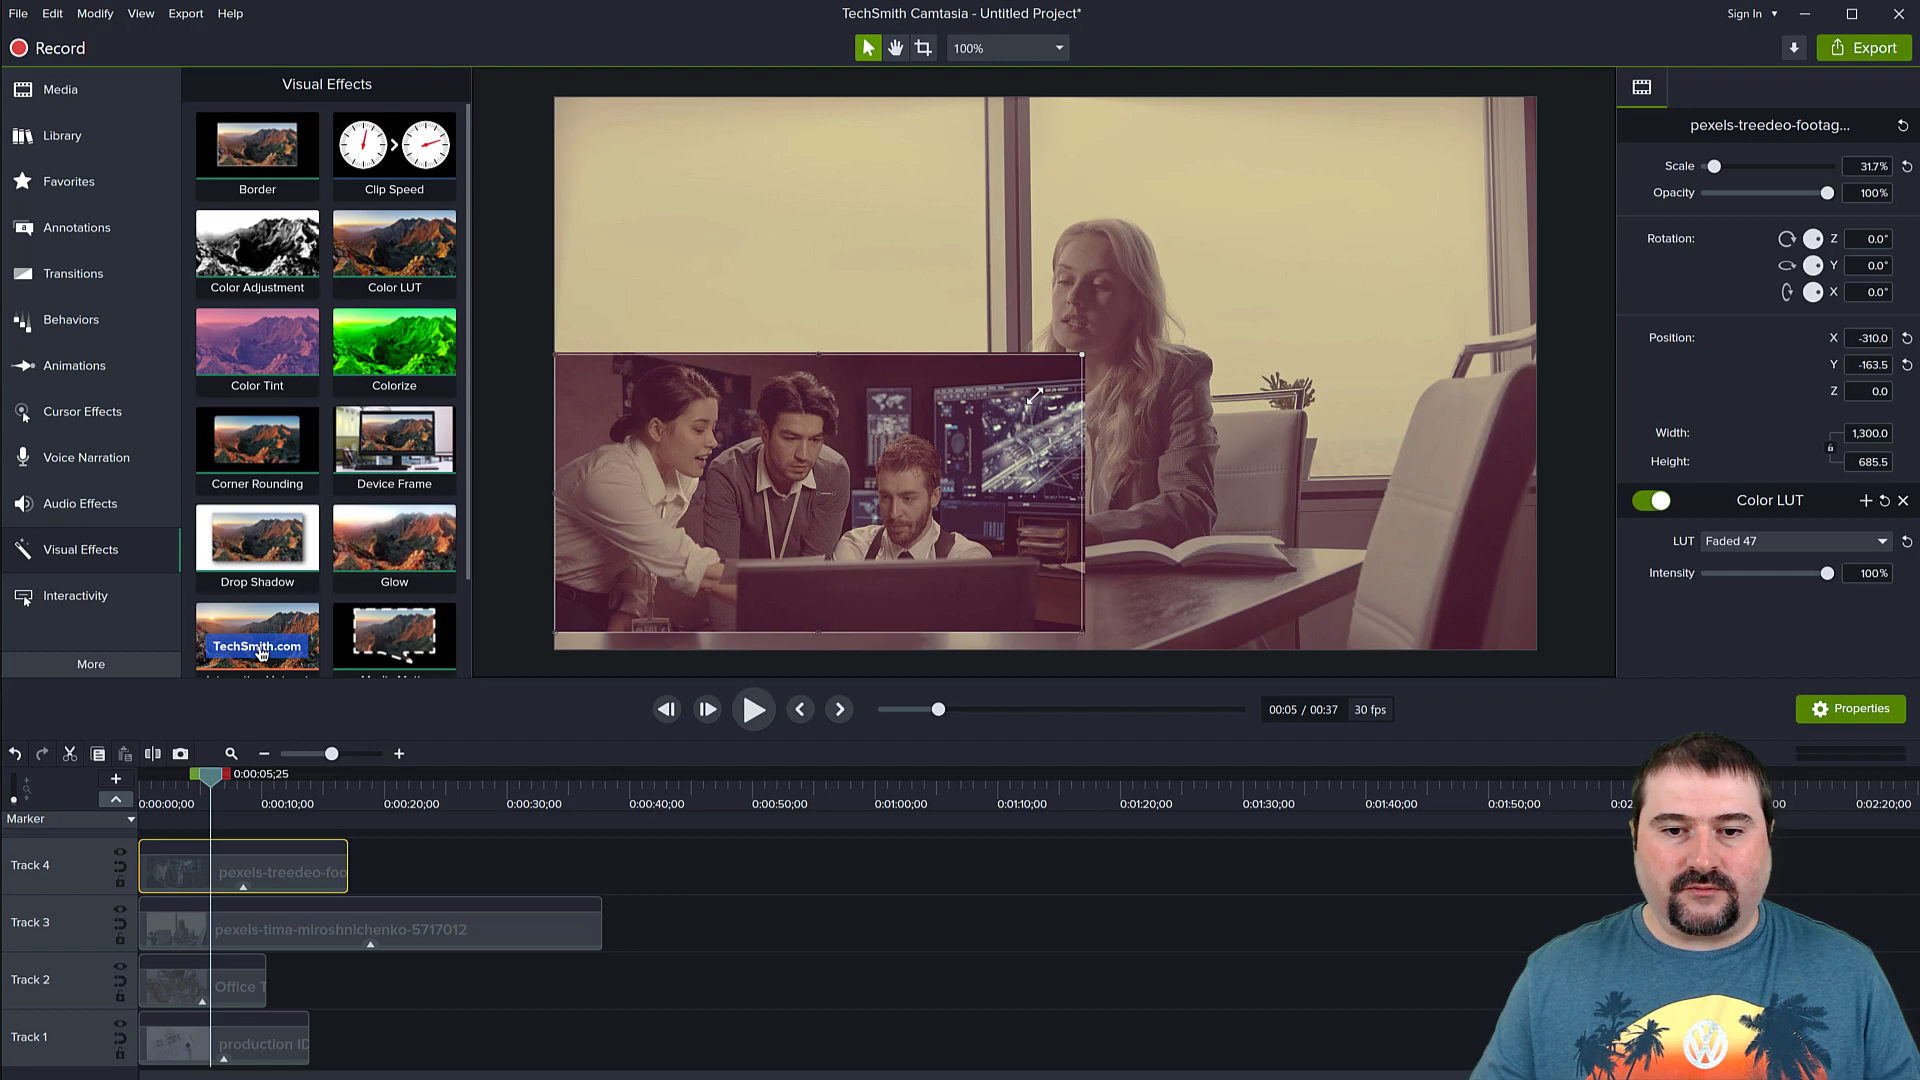 File Edit Modify View Export Help
TechSmith Camtasia - Untitled Project*
Sign In
Record
100%
Export
Media
Library
Favorites
Annotations
Transitions
Behaviors
Animations
Cursor Effects
Voice Narration
Audio Effects
Visual Effects
Interactivity
More
Visual Effects
Border
Clip Speed
Color Adjustment
Color LUT
Color Tint
Colorize
Corner Rounding
Device Frame
Drop Shadow
Glow
TechSmith.com
pexels-treedeo-footag...
Scale 31.7%
Opacity 100%
Rotation: Z 0.0°
Y 0.0°
X 0.0°
Position: X -310.0
Y -163.5
Z 0.0
Width: 1,300.0
Height: 685.5
Color LUT
LUT Faded 47
Intensity 100%
00:05 / 00:37 30 fps
Properties
0:00:05;25
0:00:00;00 0:00:10;00 0:00:20;00 0:00:30;00 0:00:40;00 0:00:50;00 0:01:00;00 0:01:10;00 0:01:20;00 0:01:30;00 0:01:40;00 0:01:50;00 0:02:20;00
Marker
Track 4
pexels-treedeo-foo
Track 3
pexels-tima-miroshnichenko-5717012
Track 2
Office T
Track 1
production ID